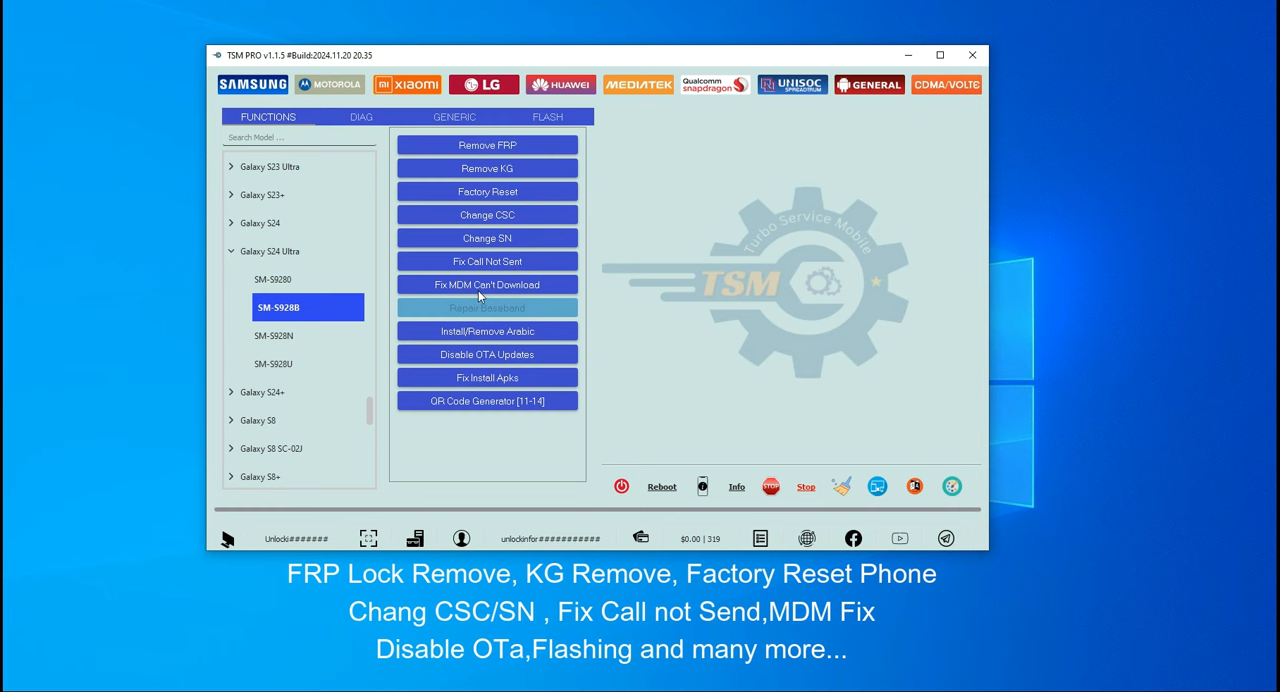 TSM PRO v1.1.5 #Build:2024.11.20 20.35
SAMSUNG
MOTOROLA
mi xiaomi
LG
HUAWEI
MEDIATEK
Qualcomm snapdragon
UNISOC SPREADTRUM
GENERAL
CDMA/VOLTE
FUNCTIONS
DIAG
GENERIC
FLASH
Search Model ...
Galaxy S23 Ultra
Galaxy S23+
Galaxy S24
Galaxy S24 Ultra
SM-S9280
SM-S928B
SM-S928N
SM-S928U
Galaxy S24+
Galaxy S8
Galaxy S8 SC-02J
Galaxy S8+
Remove FRP
Remove KG
Factory Reset
Change CSC
Change SN
Fix Call Not Sent
Fix MDM Can't Download
Repair Baseband
Install/Remove Arabic
Disable OTA Updates
Fix Install Apks
QR Code Generator [11-14]
Turbo Service Mobile
TSM
Reboot
Info
STOP
Stop
Unlocki#######
unlockinfor###########
$0.00 | 319
FRP Lock Remove, KG Remove, Factory Reset Phone
Chang CSC/SN , Fix Call not Send,MDM Fix
Disable OTa,Flashing and many more...